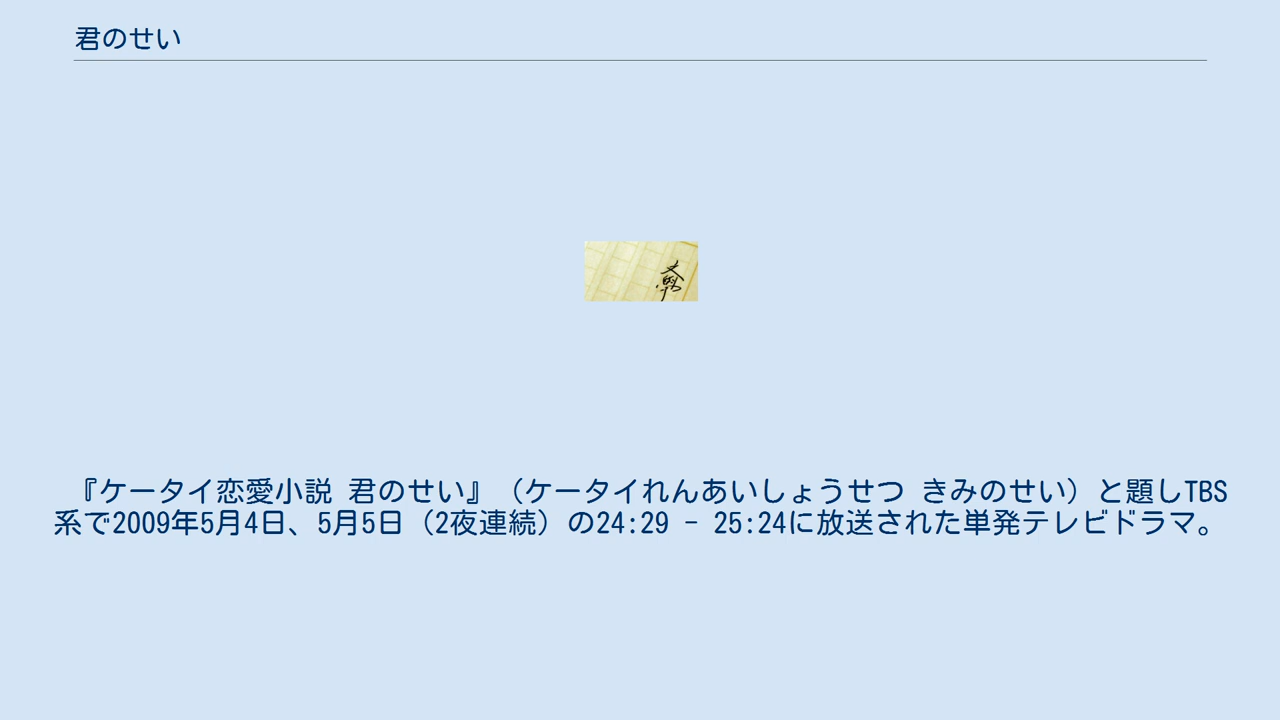 君のせい
『ケータイ恋愛小説 君のせい』（ケータイれんあいしょうせつ きみのせい）と題しTBS
系で2009年5月4日、5月5日（2夜連続）の24:29 - 25:24に放送された単発テレビドラマ。